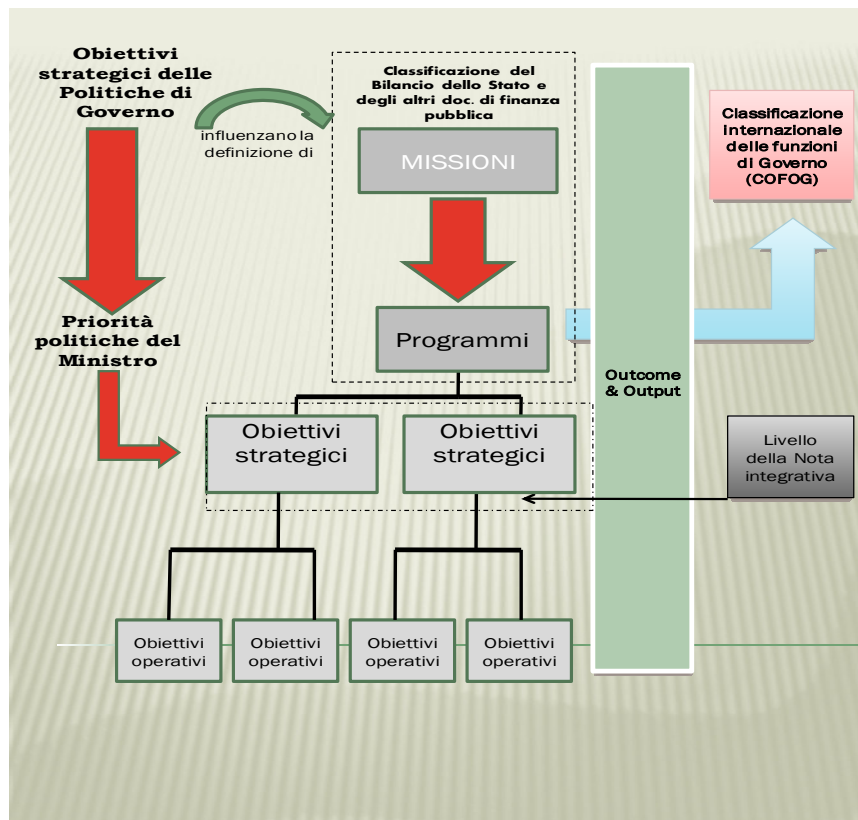 Obiettivi
strategici delle
Politiche di
Governo
influenzano la
definizione di
Classificazione del
Bilancio dello Stato e
degli altri doc. di finanza
pubblica
MISSIONI
Classificazione
internazionale
delle funzioni
di Governo
(COFOG)
Priorità
politiche del
Ministro
Programmi
Outcome
& Output
Obiettivi
strategici
Obiettivi
strategici
Livello
della Nota
integrativa
Obiettivi
operativi
Obiettivi
operativi
Obiettivi
operativi
Obiettivi
operativi